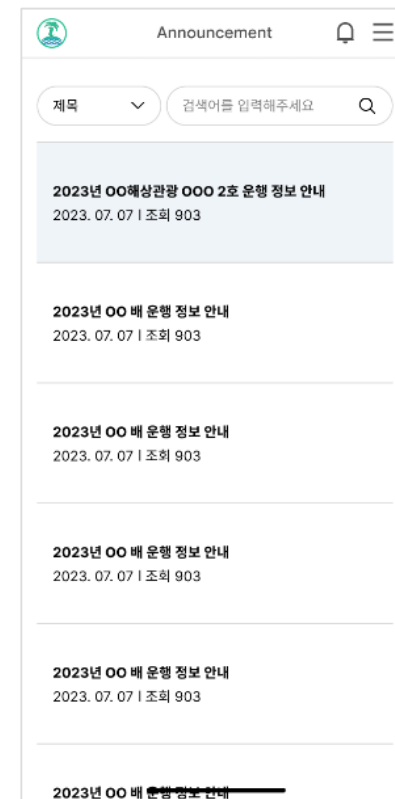 Announcement
제목
검색어를 입력해주세요
2023년 OO해상관광 OOO 2호 운행 정보 안내
2023. 07. 07 | 조회 903
2023년 OO 배 운행 정보 안내
2023. 07. 07 | 조회 903
2023년 OO 배 운행 정보 안내
2023. 07. 07 | 조회 903
2023년 OO 배 운행 정보 안내
2023. 07. 07 | 조회 903
2023년 OO 배 운행 정보 안내
2023. 07. 07 | 조회 903
2023년 OO 배 운행 정보 안내